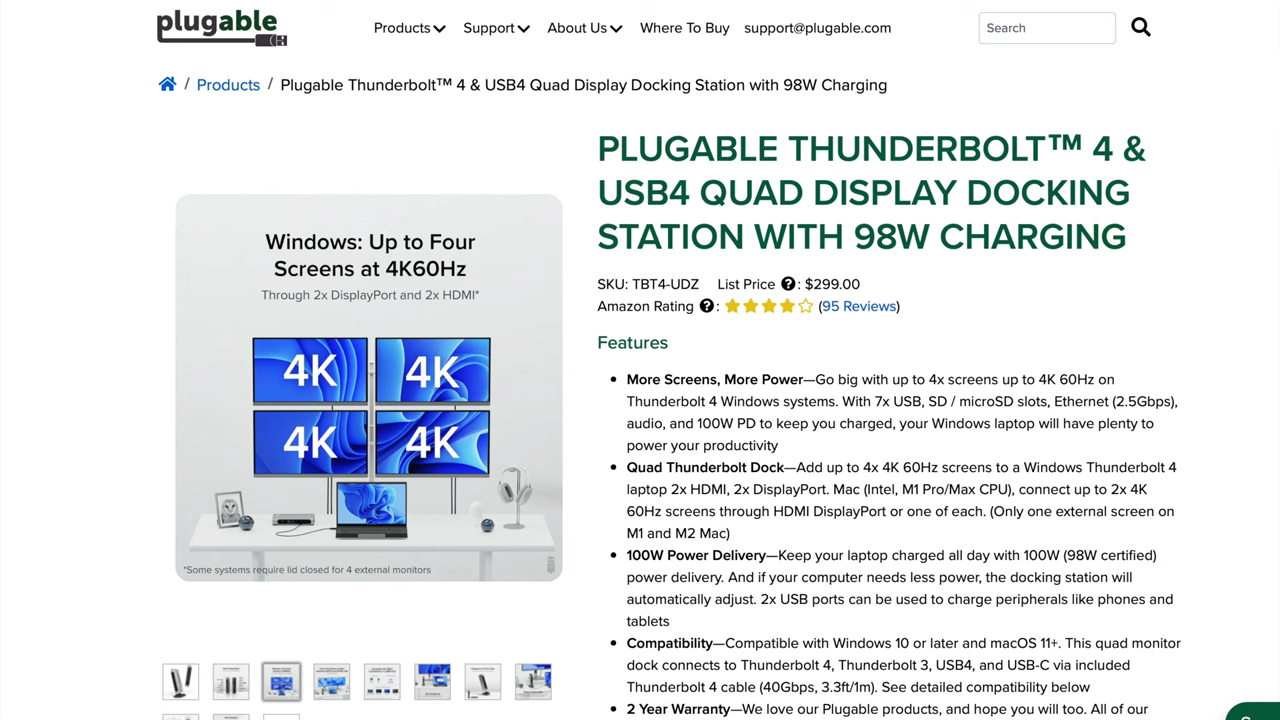 plugable
Products
Support
About Us
Where To Buy
support@plugable.com
Search
/ Products / Plugable Thunderbolt™ 4 & USB4 Quad Display Docking Station with 98W Charging
Windows: Up to Four
Screens at 4K60Hz
Through 2x DisplayPort and 2x HDMI*
4K
4K
4K
4K
*Some systems require lid closed for 4 external monitors
PLUGABLE THUNDERBOLT™ 4 &
USB4 QUAD DISPLAY DOCKING
STATION WITH 98W CHARGING
SKU: TBT4-UDZ List Price ?: $299.00
Amazon Rating ?: (95 Reviews)
Features
• More Screens, More Power—Go big with up to 4x screens up to 4K 60Hz on
Thunderbolt 4 Windows systems. With 7x USB, SD / microSD slots, Ethernet (2.5Gbps),
audio, and 100W PD to keep you charged, your Windows laptop will have plenty to
power your productivity
• Quad Thunderbolt Dock—Add up to 4x 4K 60Hz screens to a Windows Thunderbolt 4
laptop 2x HDMI, 2x DisplayPort. Mac (Intel, M1 Pro/Max CPU), connect up to 2x 4K
60Hz screens through HDMI DisplayPort or one of each. (Only one external screen on
M1 and M2 Mac)
• 100W Power Delivery—Keep your laptop charged all day with 100W (98W certified)
power delivery. And if your computer needs less power, the docking station will
automatically adjust. 2x USB ports can be used to charge peripherals like phones and
tablets
• Compatibility—Compatible with Windows 10 or later and macOS 11+. This quad monitor
dock connects to Thunderbolt 4, Thunderbolt 3, USB4, and USB-C via included
Thunderbolt 4 cable (40Gbps, 3.3ft/1m). See detailed compatibility below
• 2 Year Warranty—We love our Plugable products, and hope you will too. All of our